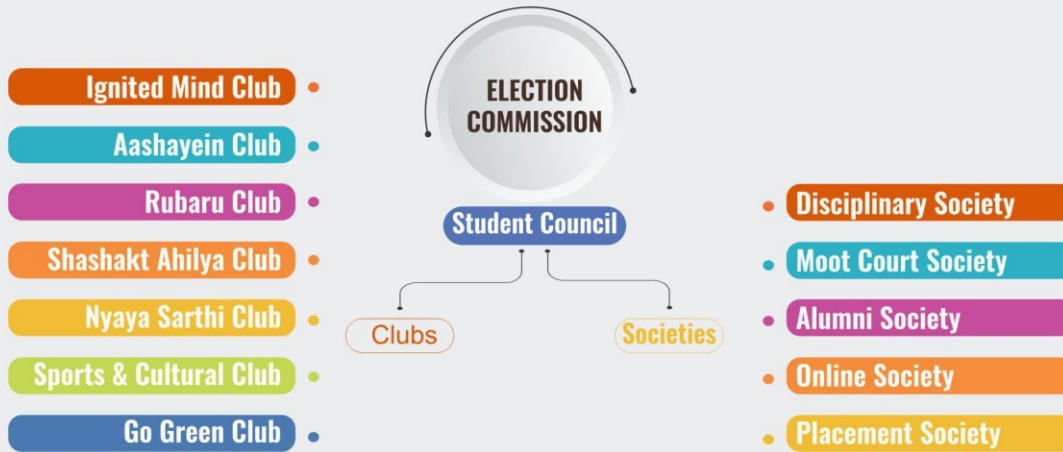 ELECTION
COMMISSION
Student Council
Clubs
Societies
Ignited Mind Club
Aashayein Club
Rubaru Club
Shashakt Ahilya Club
Nyaya Sarthi Club
Sports & Cultural Club
Go Green Club
Disciplinary Society
Moot Court Society
Alumni Society
Online Society
Placement Society